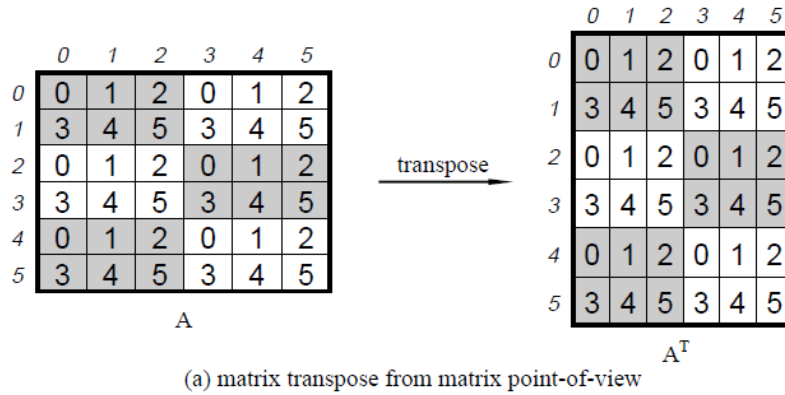 0 1 2 3 4 5
0 0 1 2 0 1 2
1 3 4 5 3 4 5
2 0 1 2 0 1 2
3 3 4 5 3 4 5
4 0 1 2 0 1 2
5 3 4 5 3 4 5
A
transpose
0 1 2 3 4 5
0 0 1 2 0 1 2
1 3 4 5 3 4 5
2 0 1 2 0 1 2
3 3 4 5 3 4 5
4 0 1 2 0 1 2
5 3 4 5 3 4 5
A^T
(a) matrix transpose from matrix point-of-view